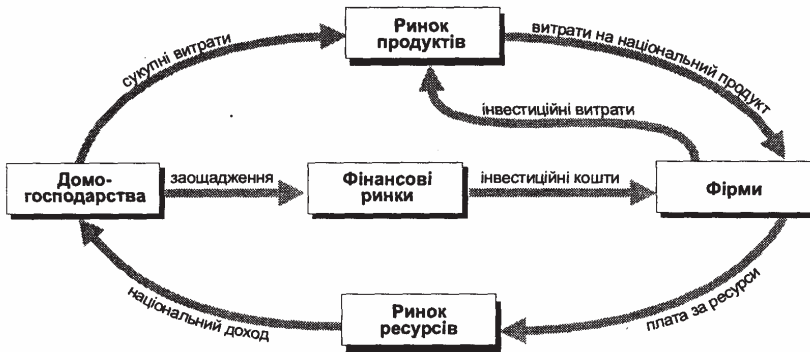 Ринок
продуктів
сукупні витрати
витрати на національний продукт
інвестиційні витрати
Домо-
господарства
заощадження
Фінансові
ринки
інвестиційні кошти
Фірми
національний доход
Ринок
ресурсів
плата за ресурси